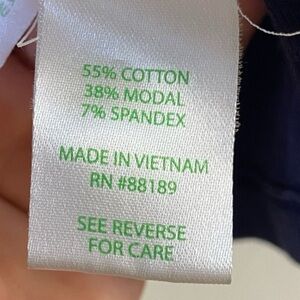 55% COTTON
38% MODAL
7% SPANDEX
MADE IN VIETNAM
RN #88189
SEE REVERSE
FOR CARE